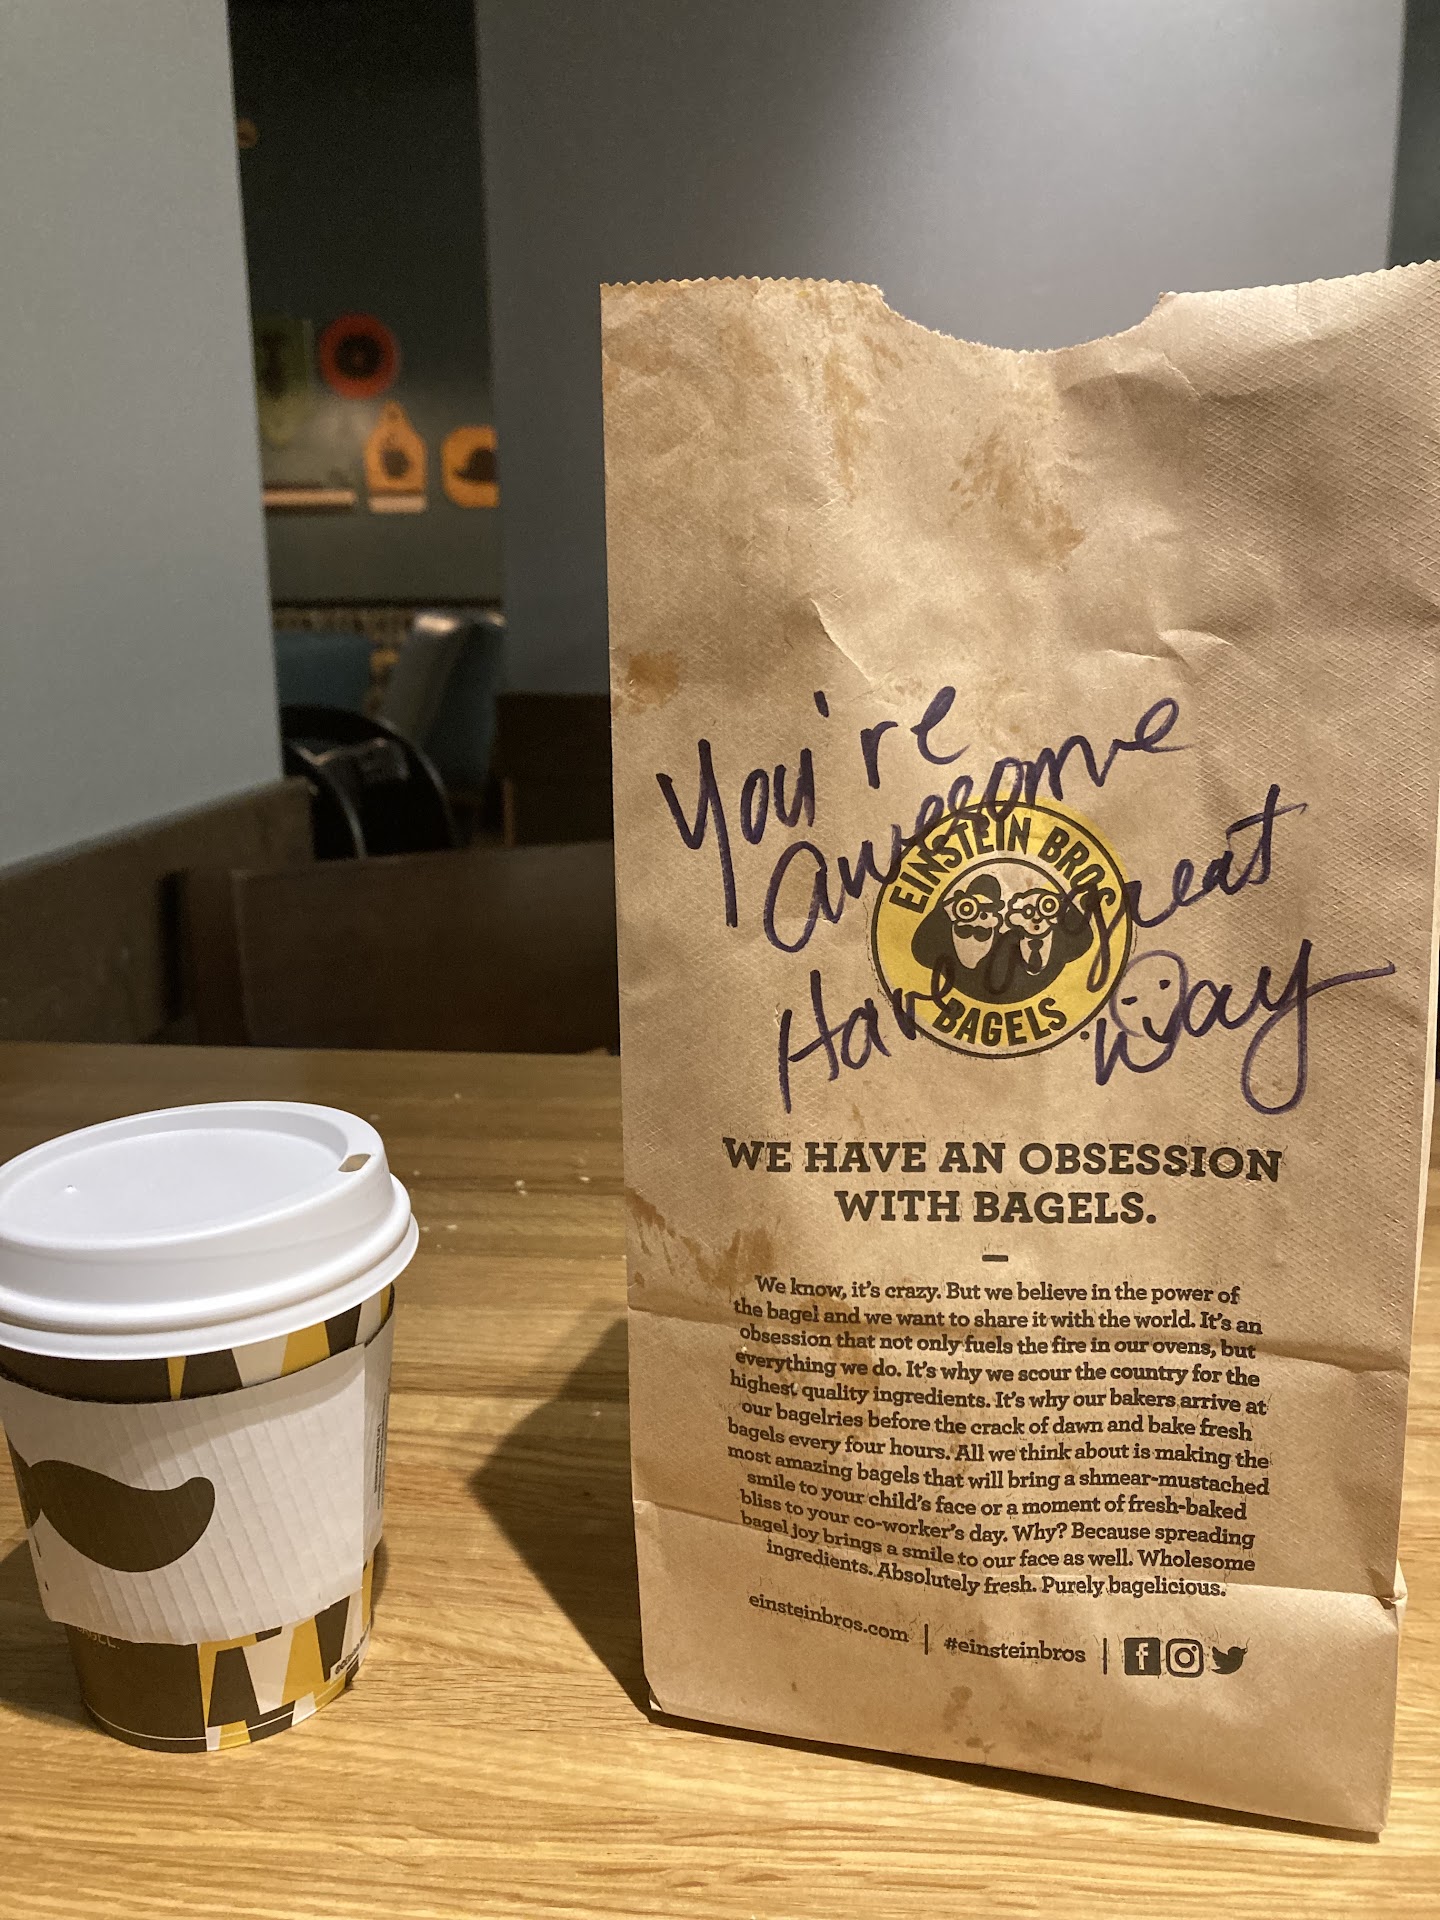 You're
awesome
Have a great
Day
EINSTEIN BROS
BAGELS
WE HAVE AN OBSESSION
WITH BAGELS.
We know, it's crazy. But we believe in the power of
the bagel and we want to share it with the world. It's an
obsession that not only fuels the fire in our ovens, but
everything we do. It's why we scour the country for the
highest quality ingredients. It's why our bakers arrive at
our bagelries before the crack of dawn and bake fresh
bagels every four hours. All we think about is making the
most amazing bagels that will bring a shmear-mustached
smile to your child's face or a moment of fresh-baked
bliss to your co-worker's day. Why? Because spreading
bagel joy brings a smile to our face as well. Wholesome
ingredients. Absolutely fresh. Purely bagelicious.
einsteinbros.com | #einsteinbros |